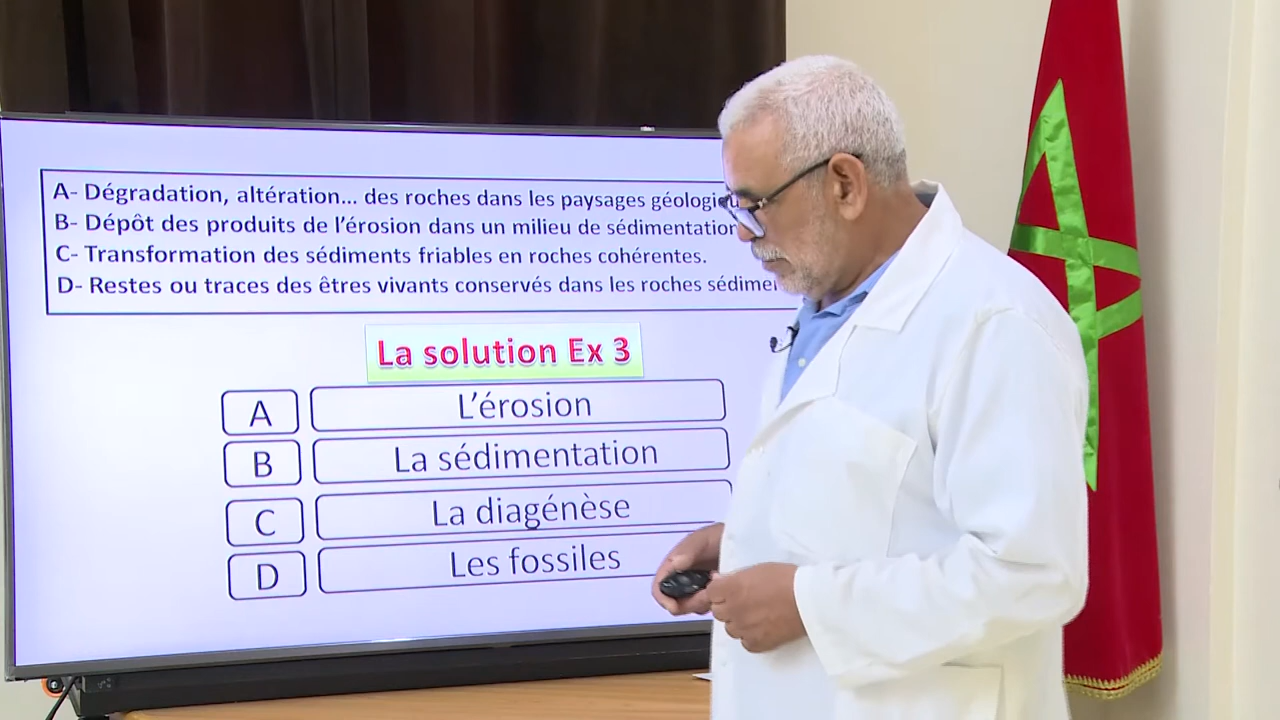 A- Dégradation, altération... des roches dans les paysages
B- Dépôt des produits de l'érosion dans un milieu de sédimentation
C- Transformation des sédiments friables en roches cohérentes.
D- Restes ou traces des êtres vivants conservés dans les roches
La solution Ex 3
A L'érosion
B La sédimentation
C La diagénèse
D Les fossiles